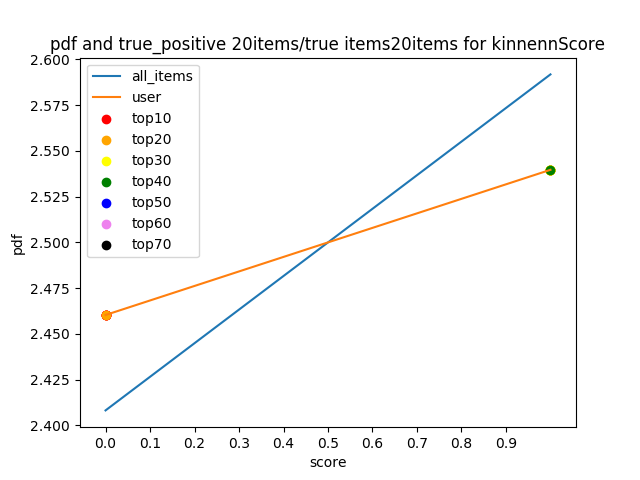 pdf and true_positive 20items/true items20items for kinnennScore
2.600
2.575
2.550
2.525
2.500
2.475
2.450
2.425
2.400
pdf
all_items
user
top10
top20
top30
top40
top50
top60
top70
0.0 0.1 0.2 0.3 0.4 0.5 0.6 0.7 0.8 0.9
score